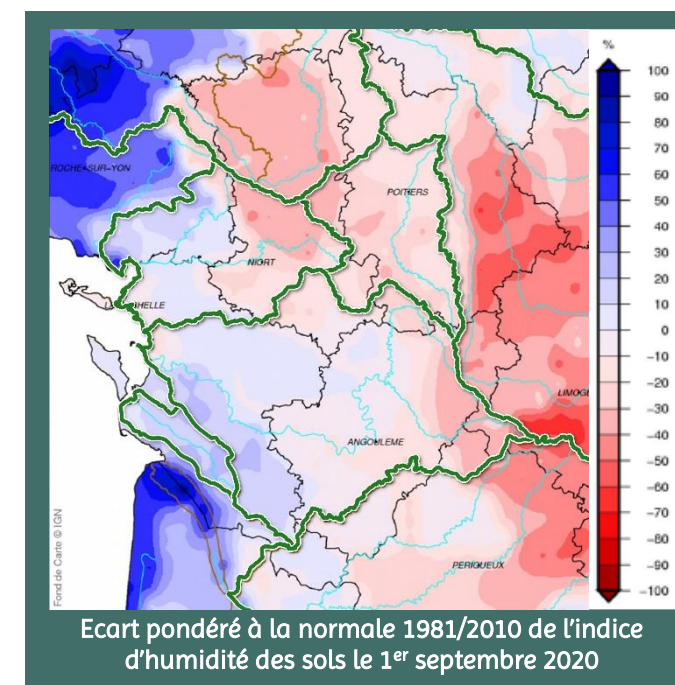 %
100
90
80
70
60
50
40
30
20
10
0
−10
−20
−30
−40
−50
−60
−70
−80
−90
−100
ROCHE-SUR-YON
POITIERS
NIORT
HELLE
LIMOGE
ANGOULEME
PERIGUEUX
Fond de Carte © IGN
Ecart pondéré à la normale 1981/2010 de l'indice
d'humidité des sols le 1er septembre 2020